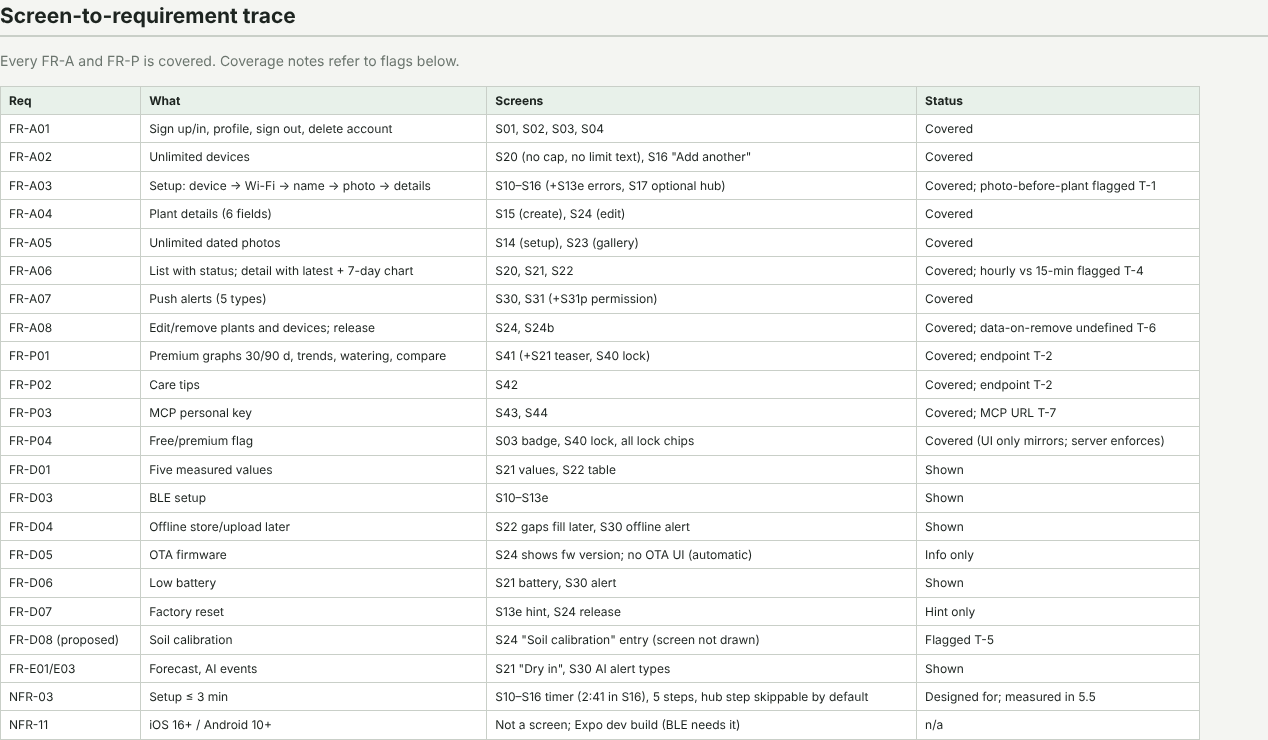 Screen-to-requirement trace
Every FR-A and FR-P is covered. Coverage notes refer to flags below.
Req What Screens Status
FR-A01 Sign up/in, profile, sign out, delete account S01, S02, S03, S04 Covered
FR-A02 Unlimited devices S20 (no cap, no limit text), S16 "Add another" Covered
FR-A03 Setup: device → Wi-Fi → name → photo → details S10–S16 (+S13e errors, S17 optional hub) Covered; photo-before-plant flagged T-1
FR-A04 Plant details (6 fields) S15 (create), S24 (edit) Covered
FR-A05 Unlimited dated photos S14 (setup), S23 (gallery) Covered
FR-A06 List with status; detail with latest + 7-day chart S20, S21, S22 Covered; hourly vs 15-min flagged T-4
FR-A07 Push alerts (5 types) S30, S31 (+S31p permission) Covered
FR-A08 Edit/remove plants and devices; release S24, S24b Covered; data-on-remove undefined T-6
FR-P01 Premium graphs 30/90 d, trends, watering, compare S41 (+S21 teaser, S40 lock) Covered; endpoint T-2
FR-P02 Care tips S42 Covered; endpoint T-2
FR-P03 MCP personal key S43, S44 Covered; MCP URL T-7
FR-P04 Free/premium flag S03 badge, S40 lock, all lock chips Covered (UI only mirrors; server enforces)
FR-D01 Five measured values S21 values, S22 table Shown
FR-D03 BLE setup S10–S13e Shown
FR-D04 Offline store/upload later S22 gaps fill later, S30 offline alert Shown
FR-D05 OTA firmware S24 shows fw version; no OTA UI (automatic) Info only
FR-D06 Low battery S21 battery, S30 alert Shown
FR-D07 Factory reset S13e hint, S24 release Hint only
FR-D08 (proposed) Soil calibration S24 "Soil calibration" entry (screen not drawn) Flagged T-5
FR-E01/E03 Forecast, AI events S21 "Dry in", S30 AI alert types Shown
NFR-03 Setup ≤ 3 min S10–S16 timer (2:41 in S16), 5 steps, hub step skippable by default Designed for; measured in 5.5
NFR-11 iOS 16+ / Android 10+ Not a screen; Expo dev build (BLE needs it) n/a